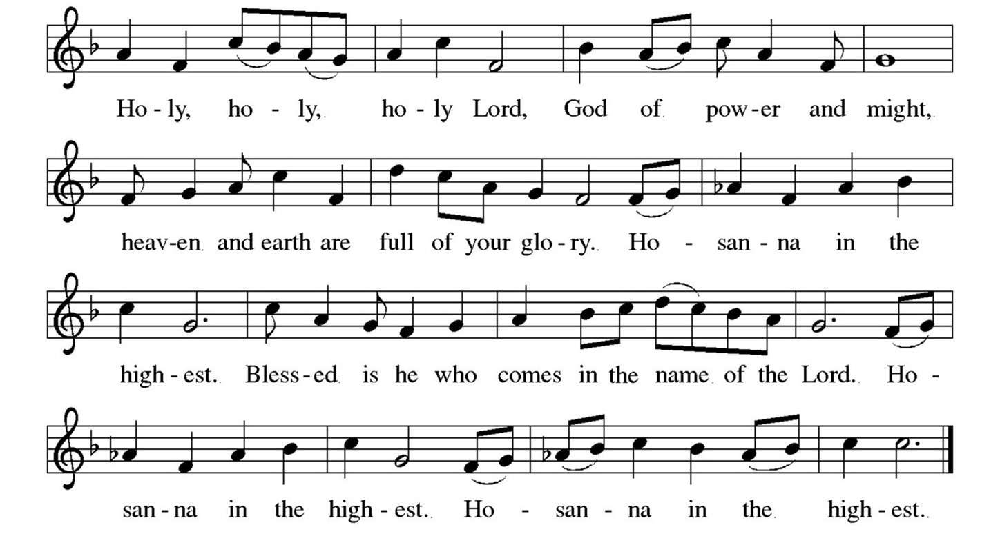 Ho - ly, ho - ly, ho - ly Lord, God of pow - er and might,
heav - en and earth are full of your glo - ry. Ho - san - na in the
high - est. Bless - ed is he who comes in the name of the Lord. Ho -
san - na in the high - est. Ho - san - na in the high - est.